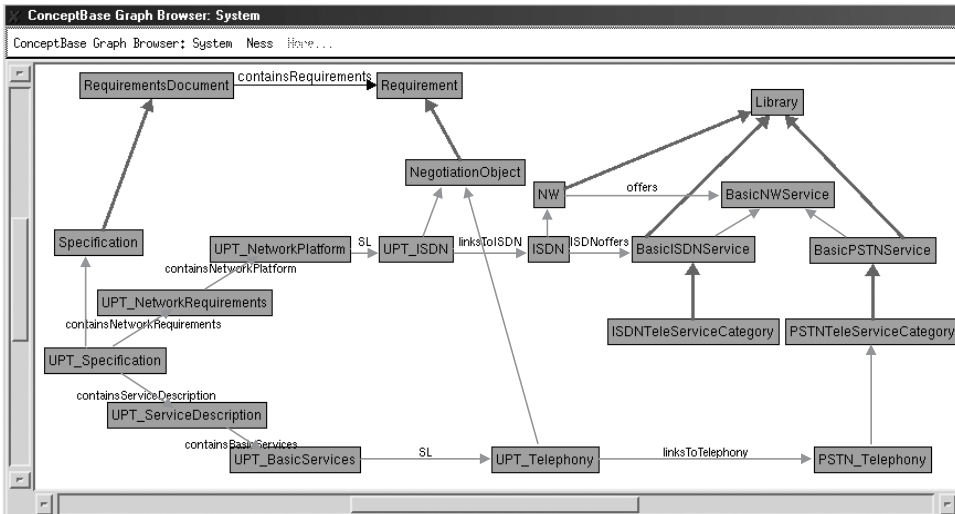 ConceptBase Graph Browser: System
ConceptBase Graph Browser: System Ness More...
RequirementsDocument
containsRequirements
Requirement
Library
NegotiationObject
NW
offers
BasicNWService
Specification
UPT_NetworkPlatform
SL
UPT_ISDN
linksToISDN
ISDN
ISDNoffers
BasicISDNService
BasicPSTNService
containsNetworkPlatform
UPT_NetworkRequirements
containsNetworkRequirements
ISDNTeleServiceCategory
PSTNTeleServiceCategory
UPT_Specification
containsServiceDescription
UPT_ServiceDescription
containsBasicServices
UPT_BasicServices
SL
UPT_Telephony
linksToTelephony
PSTN_Telephony